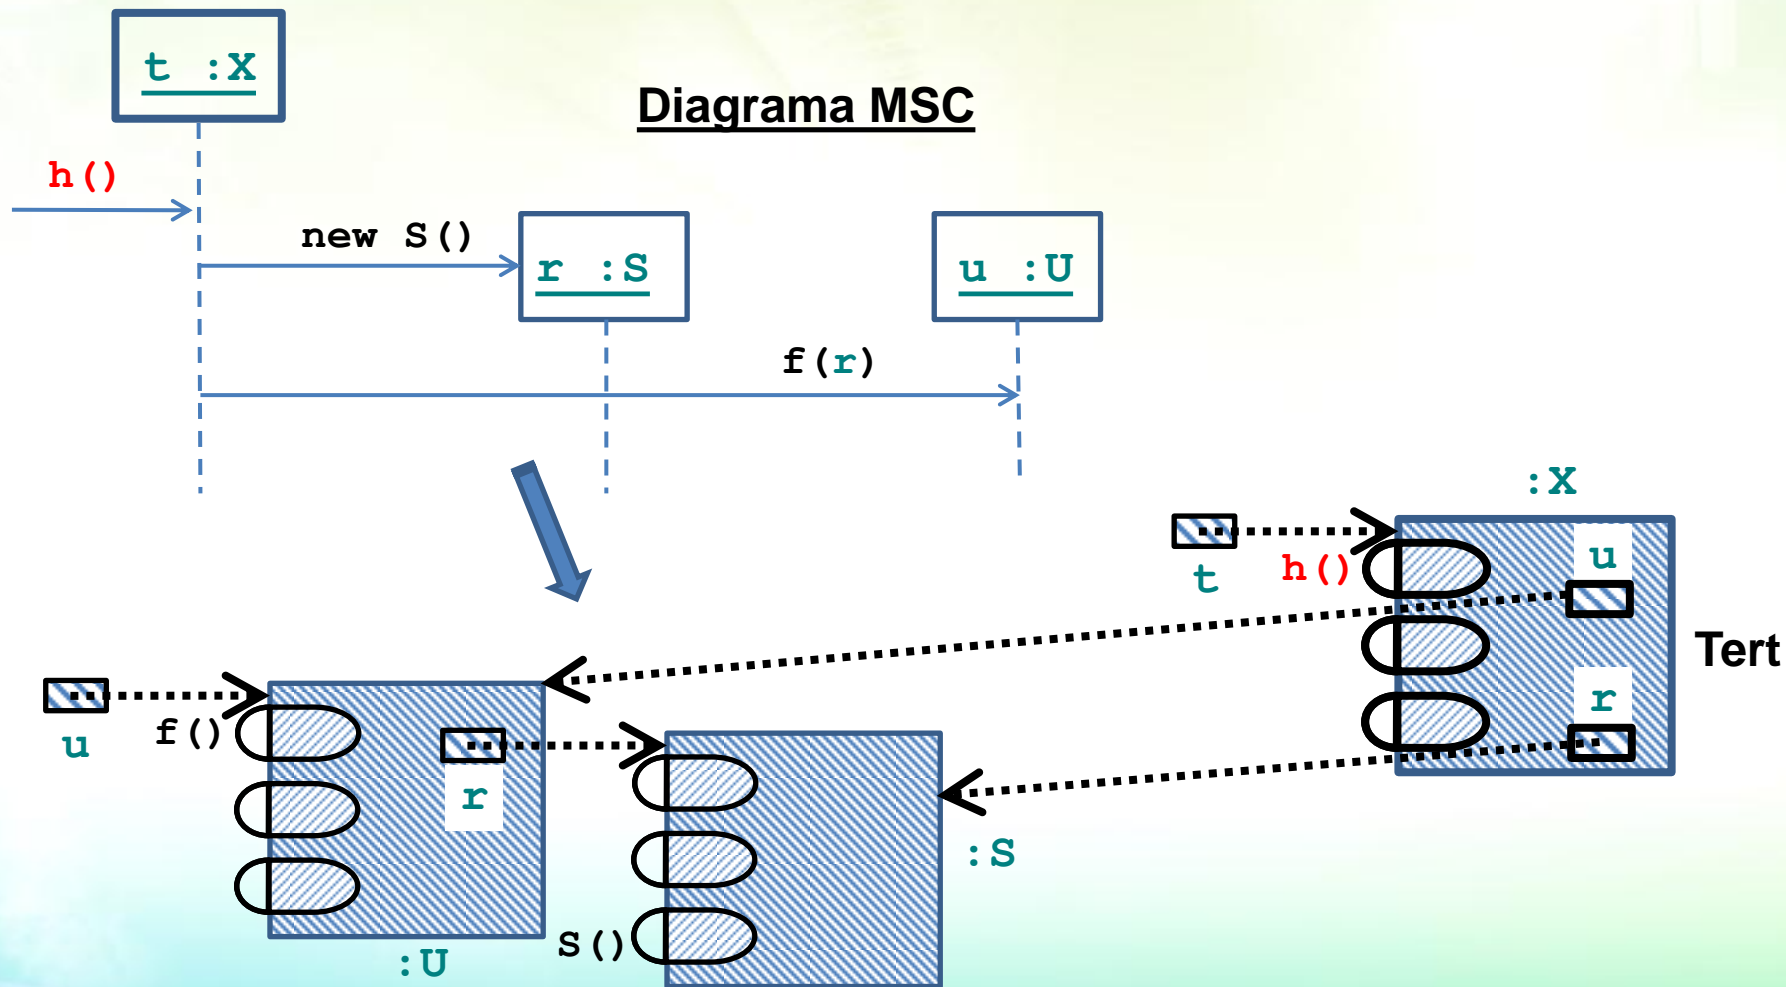 t :X
Diagrama MSC
h()
new S()
r :S
u :U
f(r)
:X
t
h()
u
Tert
r
u
f()
r
:S
S()
:U